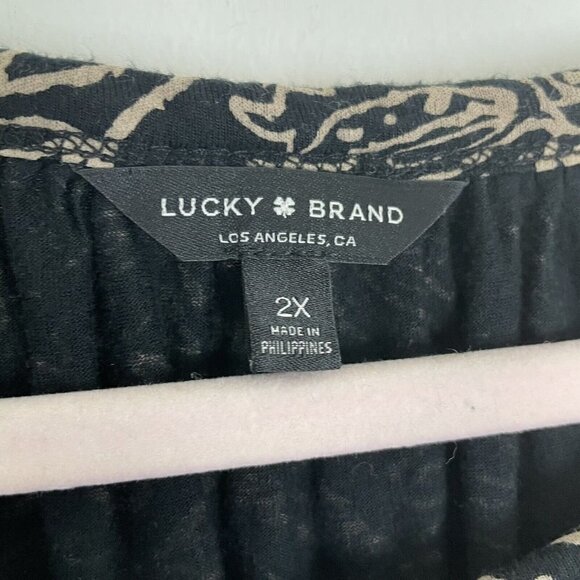 LUCKY BRAND
LOS ANGELES, CA
2X
MADE IN
PHILIPPINES